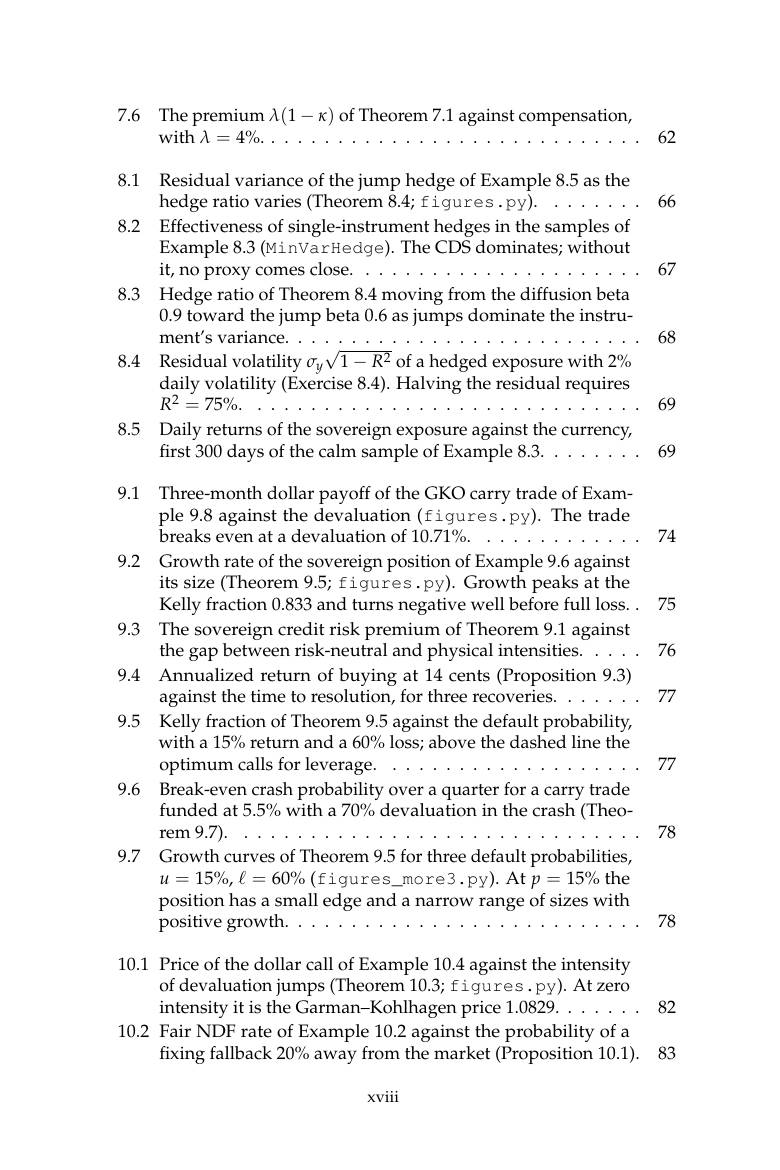 7.6 The premium λ(1 − κ) of Theorem 7.1 against compensation,
with λ = 4%. . . . . . . . . . . . . . . . . . . . . . . . . . . . . 62
8.1 Residual variance of the jump hedge of Example 8.5 as the
hedge ratio varies (Theorem 8.4; figures.py). . . . . . . . 66
8.2 Effectiveness of single-instrument hedges in the samples of
Example 8.3 (MinVarHedge). The CDS dominates; without
it, no proxy comes close. . . . . . . . . . . . . . . . . . . . . . 67
8.3 Hedge ratio of Theorem 8.4 moving from the diffusion beta
0.9 toward the jump beta 0.6 as jumps dominate the instru-
ment's variance. . . . . . . . . . . . . . . . . . . . . . . . . . . 68
8.4 Residual volatility σ_y√(1 − R²) of a hedged exposure with 2%
daily volatility (Exercise 8.4). Halving the residual requires
R² = 75%. . . . . . . . . . . . . . . . . . . . . . . . . . . . . . 69
8.5 Daily returns of the sovereign exposure against the currency,
first 300 days of the calm sample of Example 8.3. . . . . . . . 69
9.1 Three-month dollar payoff of the GKO carry trade of Exam-
ple 9.8 against the devaluation (figures.py). The trade
breaks even at a devaluation of 10.71%. . . . . . . . . . . . . 74
9.2 Growth rate of the sovereign position of Example 9.6 against
its size (Theorem 9.5; figures.py). Growth peaks at the
Kelly fraction 0.833 and turns negative well before full loss. . 75
9.3 The sovereign credit risk premium of Theorem 9.1 against
the gap between risk-neutral and physical intensities. . . . . 76
9.4 Annualized return of buying at 14 cents (Proposition 9.3)
against the time to resolution, for three recoveries. . . . . . . 77
9.5 Kelly fraction of Theorem 9.5 against the default probability,
with a 15% return and a 60% loss; above the dashed line the
optimum calls for leverage. . . . . . . . . . . . . . . . . . . . 77
9.6 Break-even crash probability over a quarter for a carry trade
funded at 5.5% with a 70% devaluation in the crash (Theo-
rem 9.7). . . . . . . . . . . . . . . . . . . . . . . . . . . . . . . 78
9.7 Growth curves of Theorem 9.5 for three default probabilities,
u = 15%, ℓ = 60% (figures_more3.py). At p = 15% the
position has a small edge and a narrow range of sizes with
positive growth. . . . . . . . . . . . . . . . . . . . . . . . . . . 78
10.1 Price of the dollar call of Example 10.4 against the intensity
of devaluation jumps (Theorem 10.3; figures.py). At zero
intensity it is the Garman–Kohlhagen price 1.0829. . . . . . . 82
10.2 Fair NDF rate of Example 10.2 against the probability of a
fixing fallback 20% away from the market (Proposition 10.1). 83
xviii